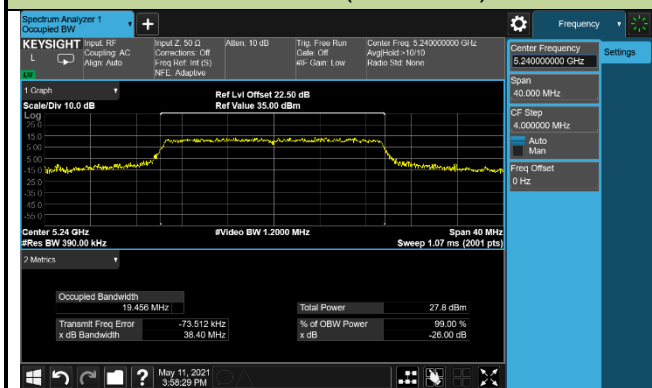 Spectrum Analyzer 1
Occupied BW
Frequency
KEYSIGHT
L
Input: RF
Coupling: AC
Align: Auto
Input Z: 50 Ω
Corrections: Off
Freq Ref: Int (S)
NFE: Adaptive
Atten: 10 dB
Trig: Free Run
Gate: Off
#IF Gain: Low
Center Freq: 5.240000000 GHz
Avg|Hold:>10/10
Radio Std: None
1 Graph
Scale/Div 10.0 dB
Ref Lvl Offset 22.50 dB
Ref Value 35.00 dBm
Log
25.0
15.0
5.00
-5.00
-15.0
-25.0
-35.0
-45.0
-55.0
Center 5.24 GHz
#Video BW 1.2000 MHz
Span 40 MHz
#Res BW 390.00 kHz
Sweep 1.07 ms (2001 pts)
2 Metrics
Occupied Bandwidth
19.456 MHz
Total Power 27.8 dBm
Transmit Freq Error -73.512 kHz
% of OBW Power 99.00 %
x dB Bandwidth 38.40 MHz
x dB -26.00 dB
Center Frequency
5.240000000 GHz
Settings
Span
40.000 MHz
CF Step
4.000000 MHz
Auto
Man
Freq Offset
0 Hz
May 11, 2021
3:58:29 PM